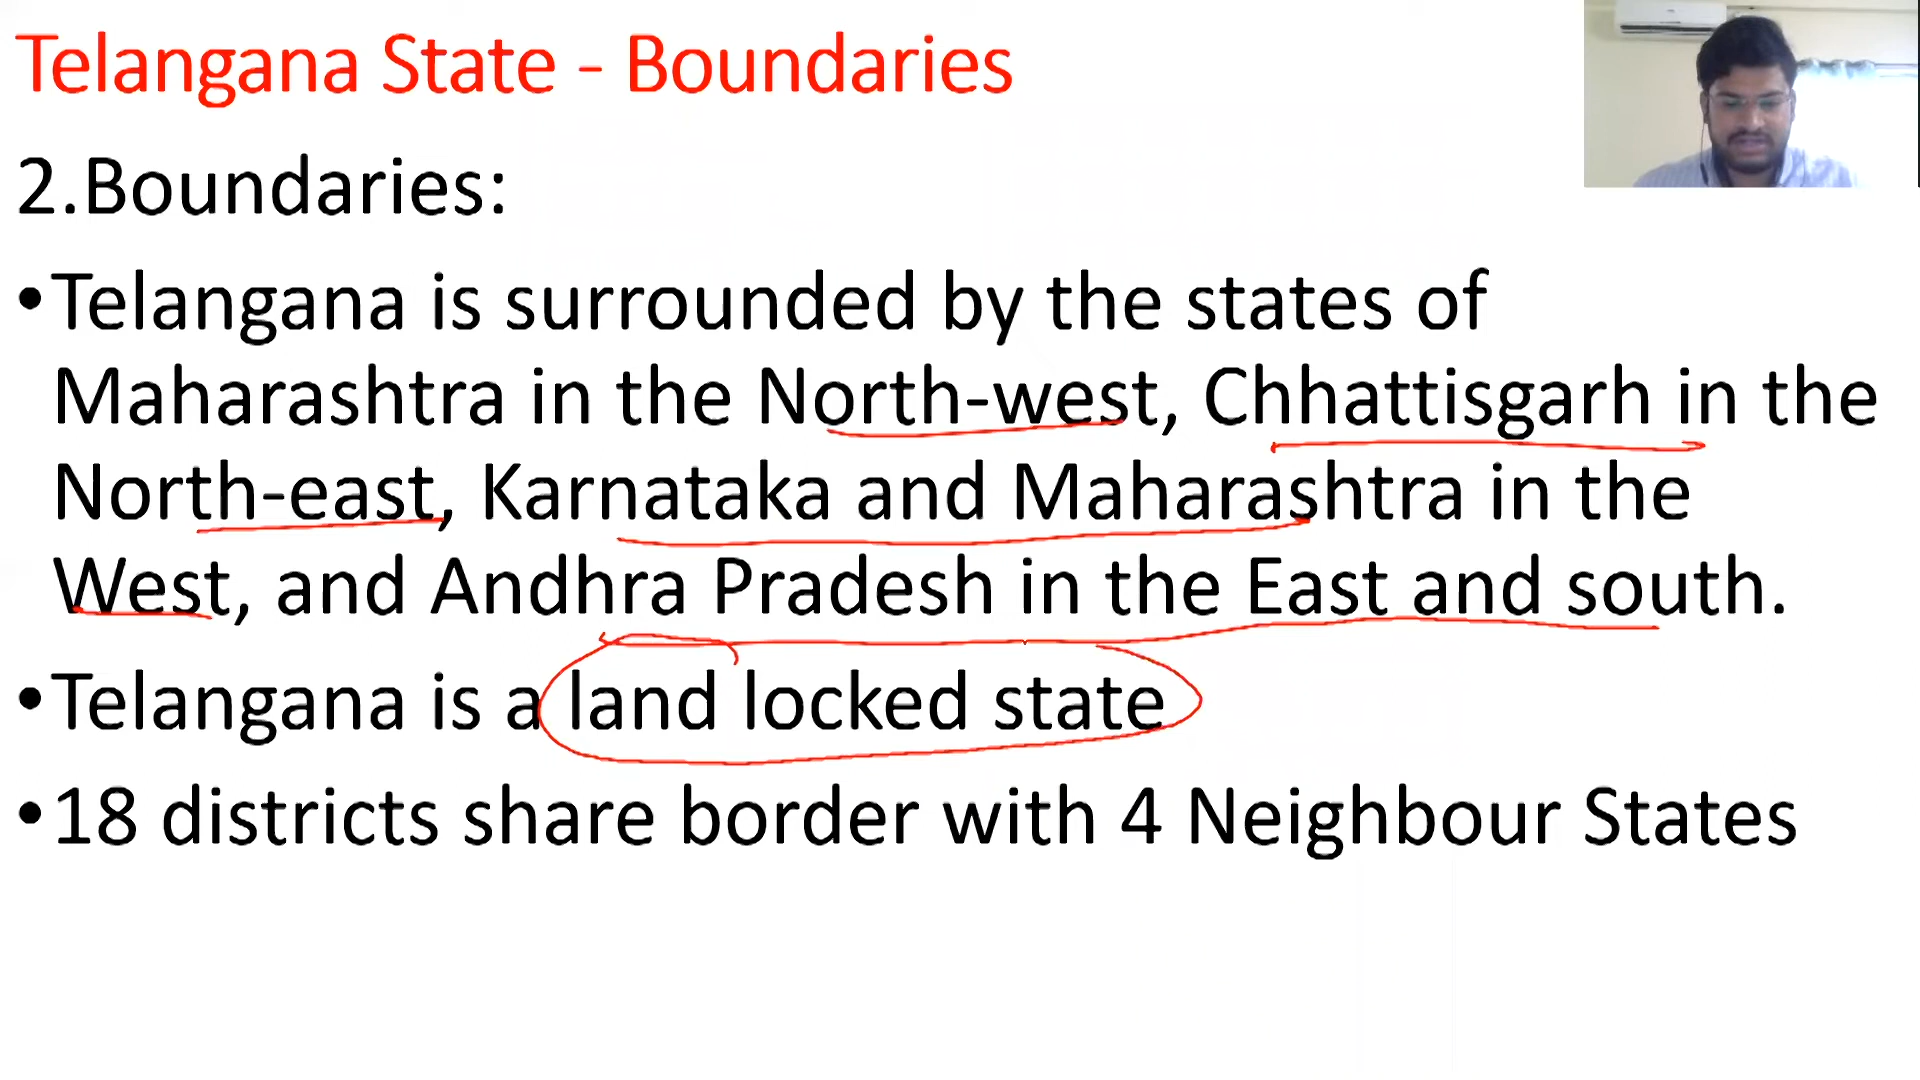 Telangana State - Boundaries
2.Boundaries:
•Telangana is surrounded by the states of
Maharashtra in the North-west, Chhattisgarh in the
North-east, Karnataka and Maharashtra in the
West, and Andhra Pradesh in the East and south.
•Telangana is a land locked state
•18 districts share border with 4 Neighbour States